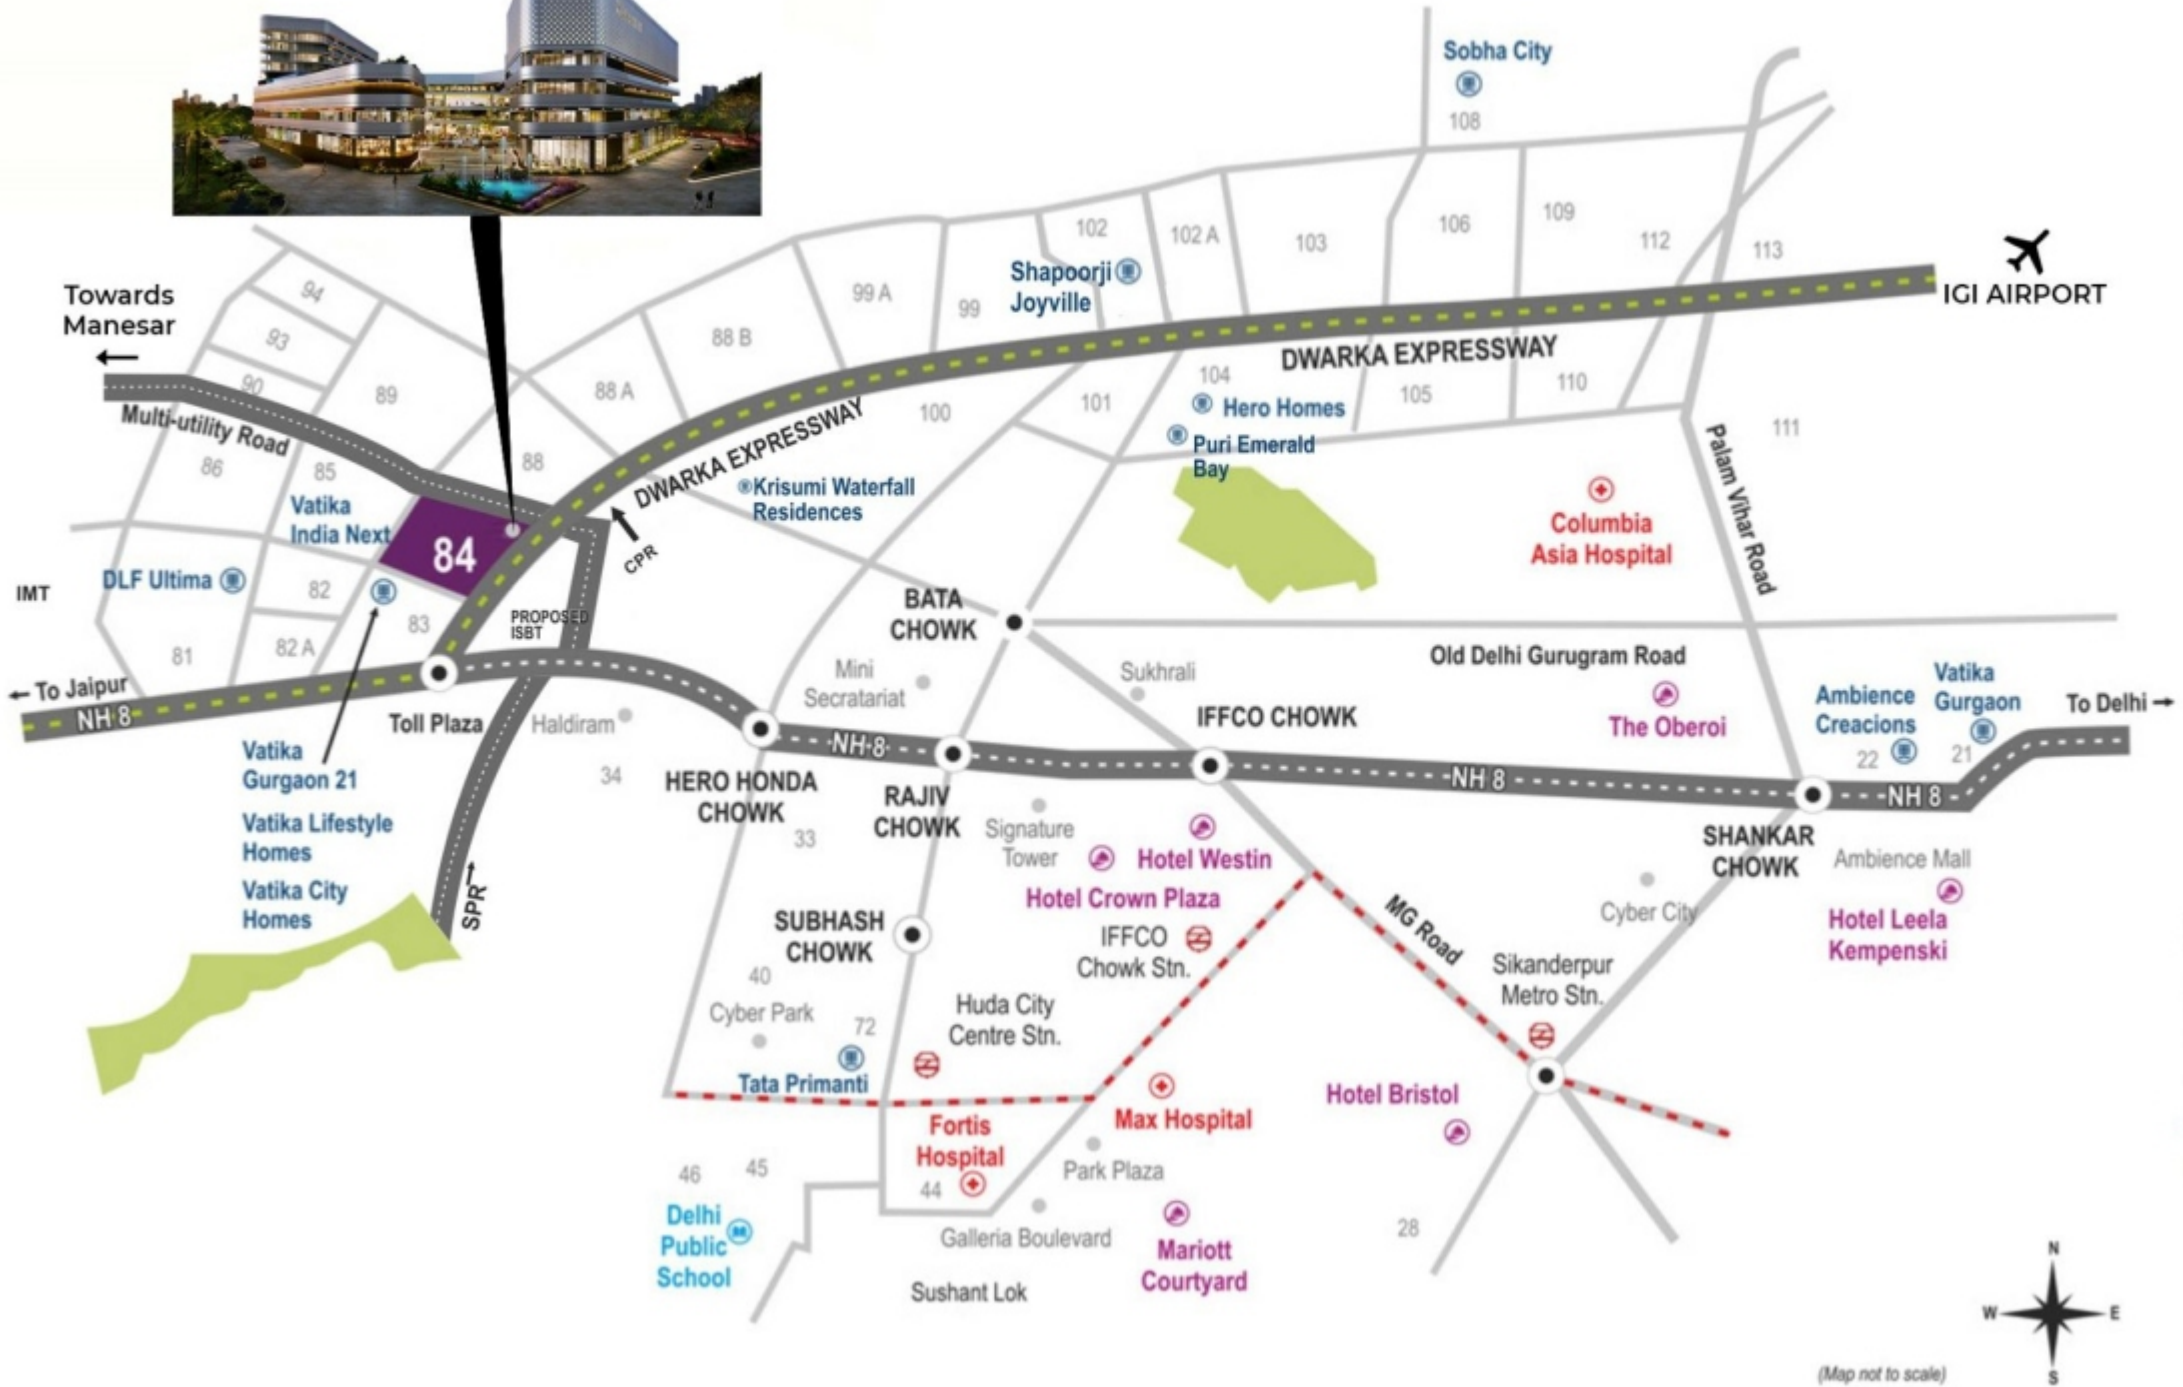 Sobha City
108
102
102 A
103
106
109
112
113
IGI AIRPORT
Shapoorji
Joyville
99 A
99
88 B
88 A
94
93
90
89
Towards
Manesar
Multi-utility Road
86
85
88
DWARKA EXPRESSWAY
DWARKA EXPRESSWAY
100
101
104
Hero Homes
105
110
111
Puri Emerald
Bay
Krisumi Waterfall
Residences
CPR
Vatika
India Next
84
Columbia
Asia Hospital
Palam Vihar Road
IMT
DLF Ultima
82
83
82 A
81
PROPOSED
ISBT
BATA
CHOWK
Mini
Secratariat
Sukhrali
Old Delhi Gurugram Road
The Oberoi
Ambience
Creacions
22
Vatika
Gurgaon
21
To Delhi
To Jaipur
NH 8
Toll Plaza
Haldiram
34
HERO HONDA
CHOWK
33
NH-8
RAJIV
CHOWK
IFFCO CHOWK
NH 8
SHANKAR
CHOWK
NH 8
Vatika
Gurgaon 21
Vatika Lifestyle
Homes
Vatika City
Homes
SPR
Signature
Tower
Hotel Westin
Hotel Crown Plaza
IFFCO
Chowk Stn.
MG Road
Cyber City
Ambience Mall
Hotel Leela
Kempenski
SUBHASH
CHOWK
40
Cyber Park
72
Tata Primanti
Huda City
Centre Stn.
Sikanderpur
Metro Stn.
Hotel Bristol
Max Hospital
Fortis
Hospital
44
Park Plaza
46
45
Delhi
Public
School
Galleria Boulevard
Mariott
Courtyard
Sushant Lok
28
N
W
E
S
(Map not to scale)